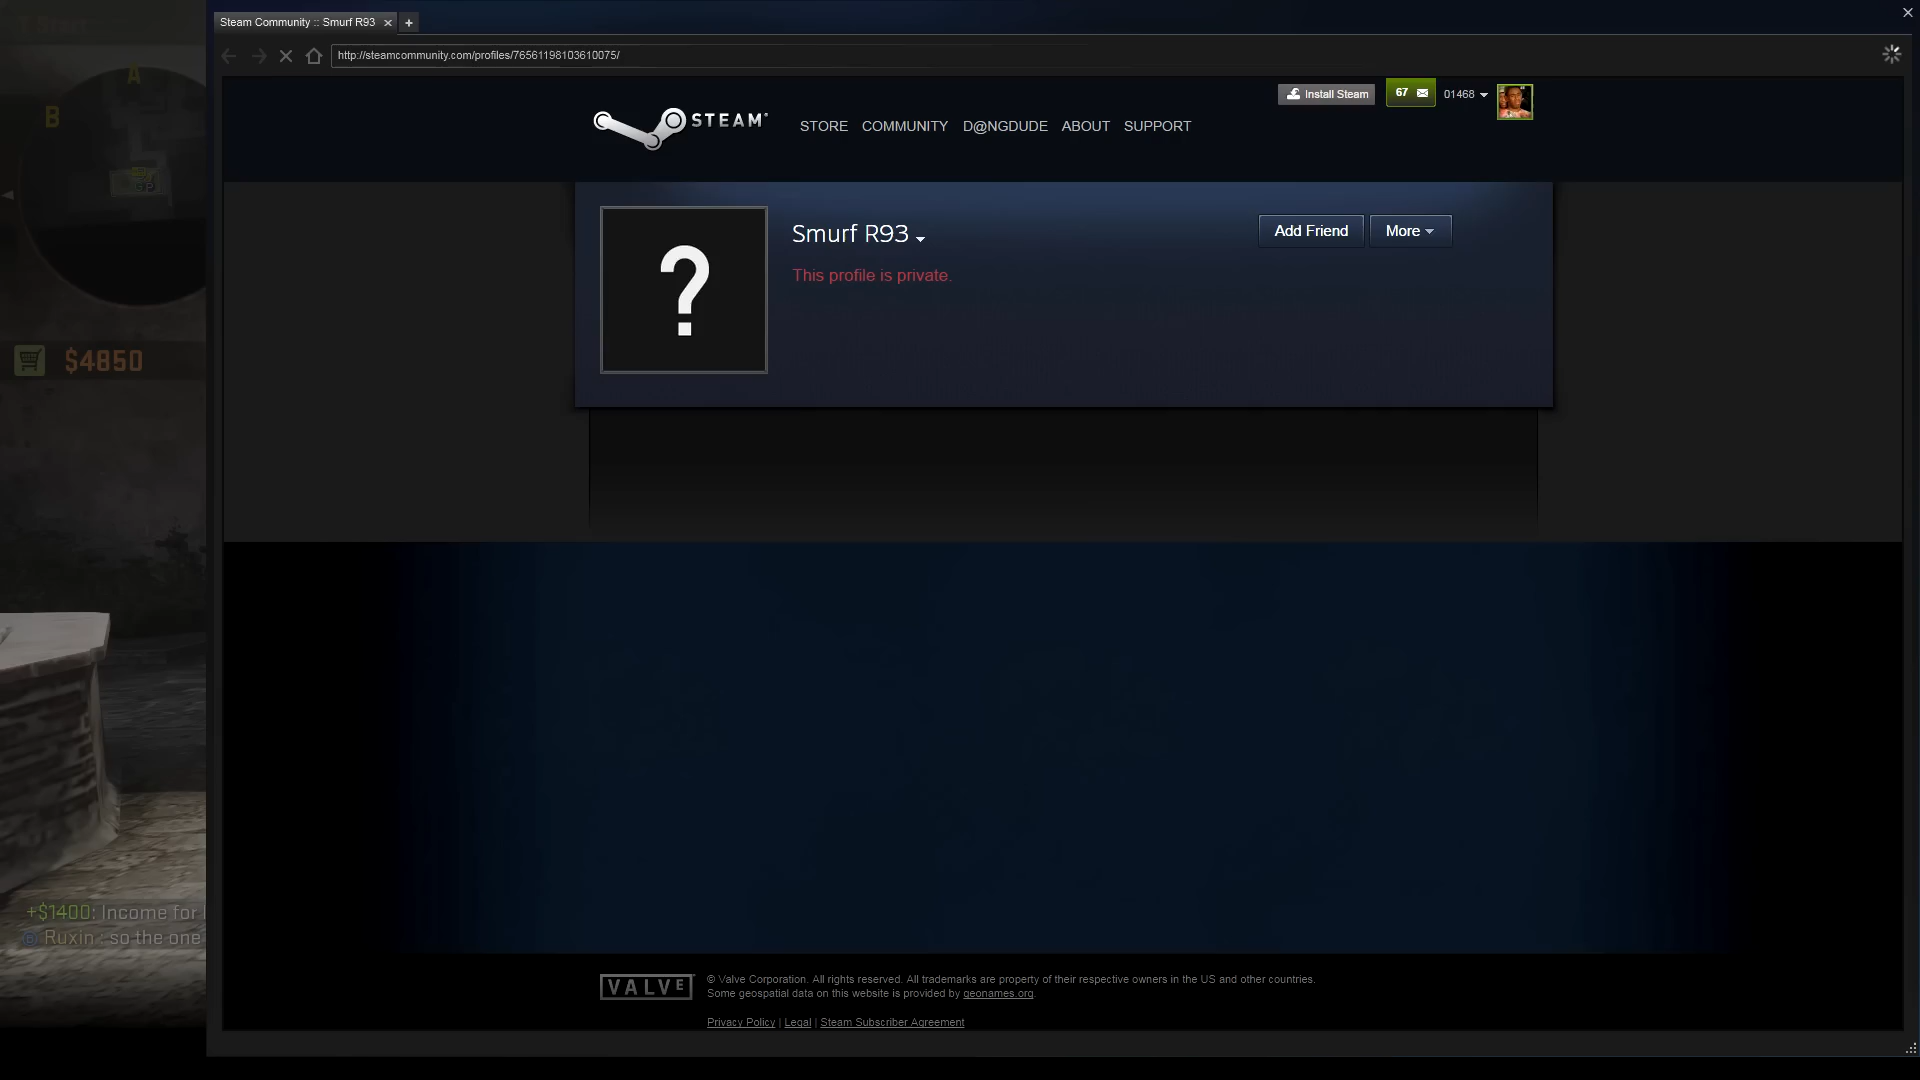 Steam Community :: Smurf R93
http://steamcommunity.com/profiles/76561198103610075/
Install Steam
67
01468
STEAM
STORE COMMUNITY D@NGDUDE ABOUT SUPPORT
A
B
Smurf R93
Add Friend
More
This profile is private.
?
$4850
+$1400: Income for
Ruxin : so the one
VALVE
© Valve Corporation. All rights reserved. All trademarks are property of their respective owners in the US and other countries.
Some geospatial data on this website is provided by geonames.org.
Privacy Policy | Legal | Steam Subscriber Agreement